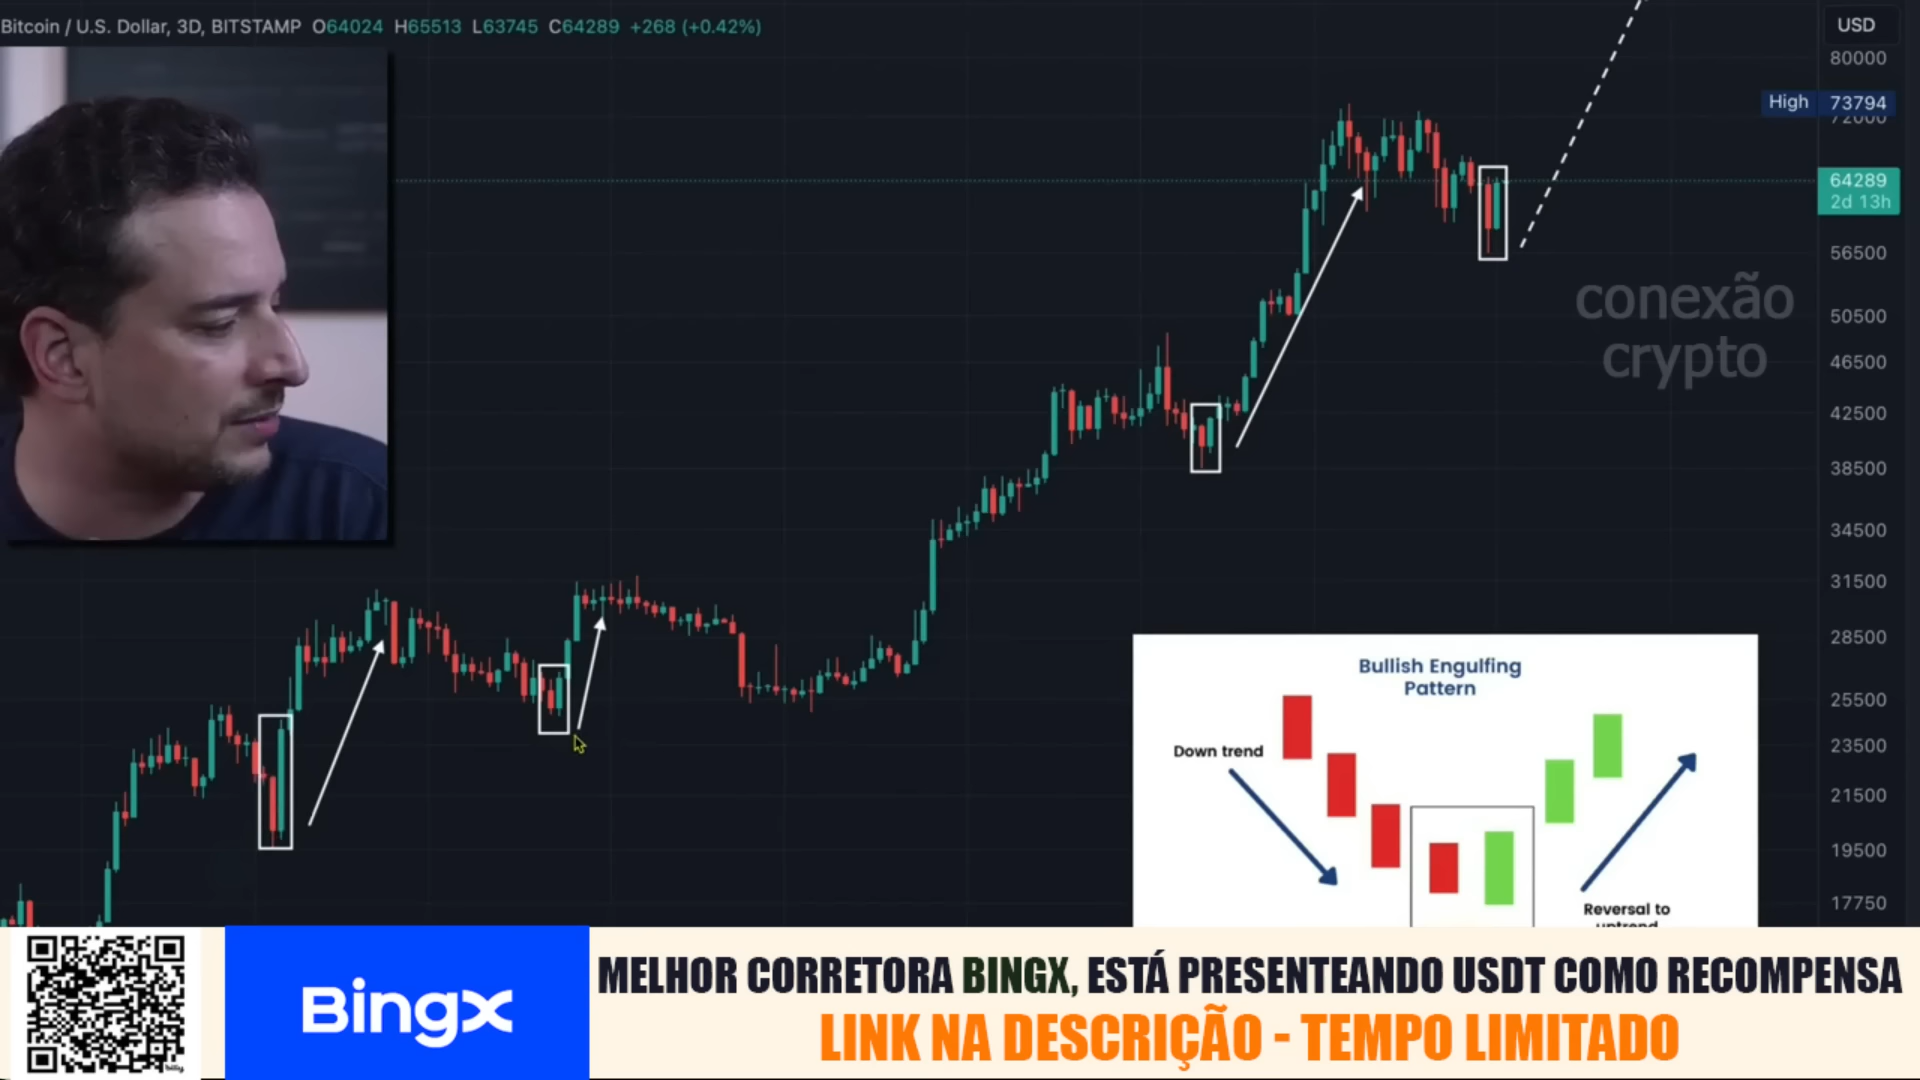 Bitcoin / U.S. Dollar, 3D, BITSTAMP O64024 H65513 L63745 C64289 +268 (+0.42%)
USD
80000
High 73794
72000
64289
2d 13h
56500
conexão
crypto
50500
46500
42500
38500
34500
31500
28500
25500
23500
21500
19500
17750
Bullish Engulfing
Pattern
Down trend
Reversal to
uptrend
BingX
MELHOR CORRETORA BINGX, ESTÁ PRESENTEANDO USDT COMO RECOMPENSA
LINK NA DESCRIÇÃO - TEMPO LIMITADO